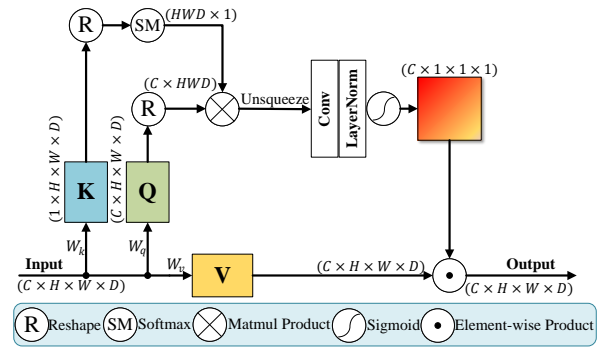 R
SM
(HWD × 1)
(C × HWD)
R
Unsqueeze
Conv
LayerNorm
(C × 1 × 1 × 1)
(1 × H × W × D)
K
(C × H × W × D)
Q
W_k
W_q
Input
W_v
V
(C × H × W × D)
(C × H × W × D)
Output
(C × H × W × D)
R Reshape SM Softmax Matmul Product Sigmoid Element-wise Product